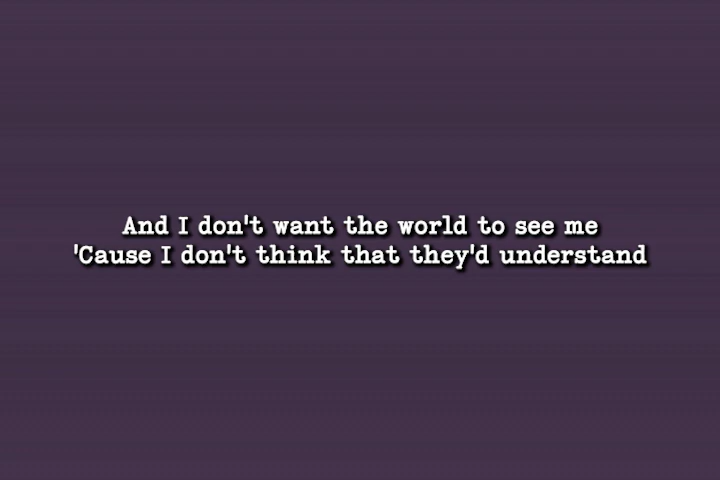 And I don't want the world to see me
'Cause I don't think that they'd understand